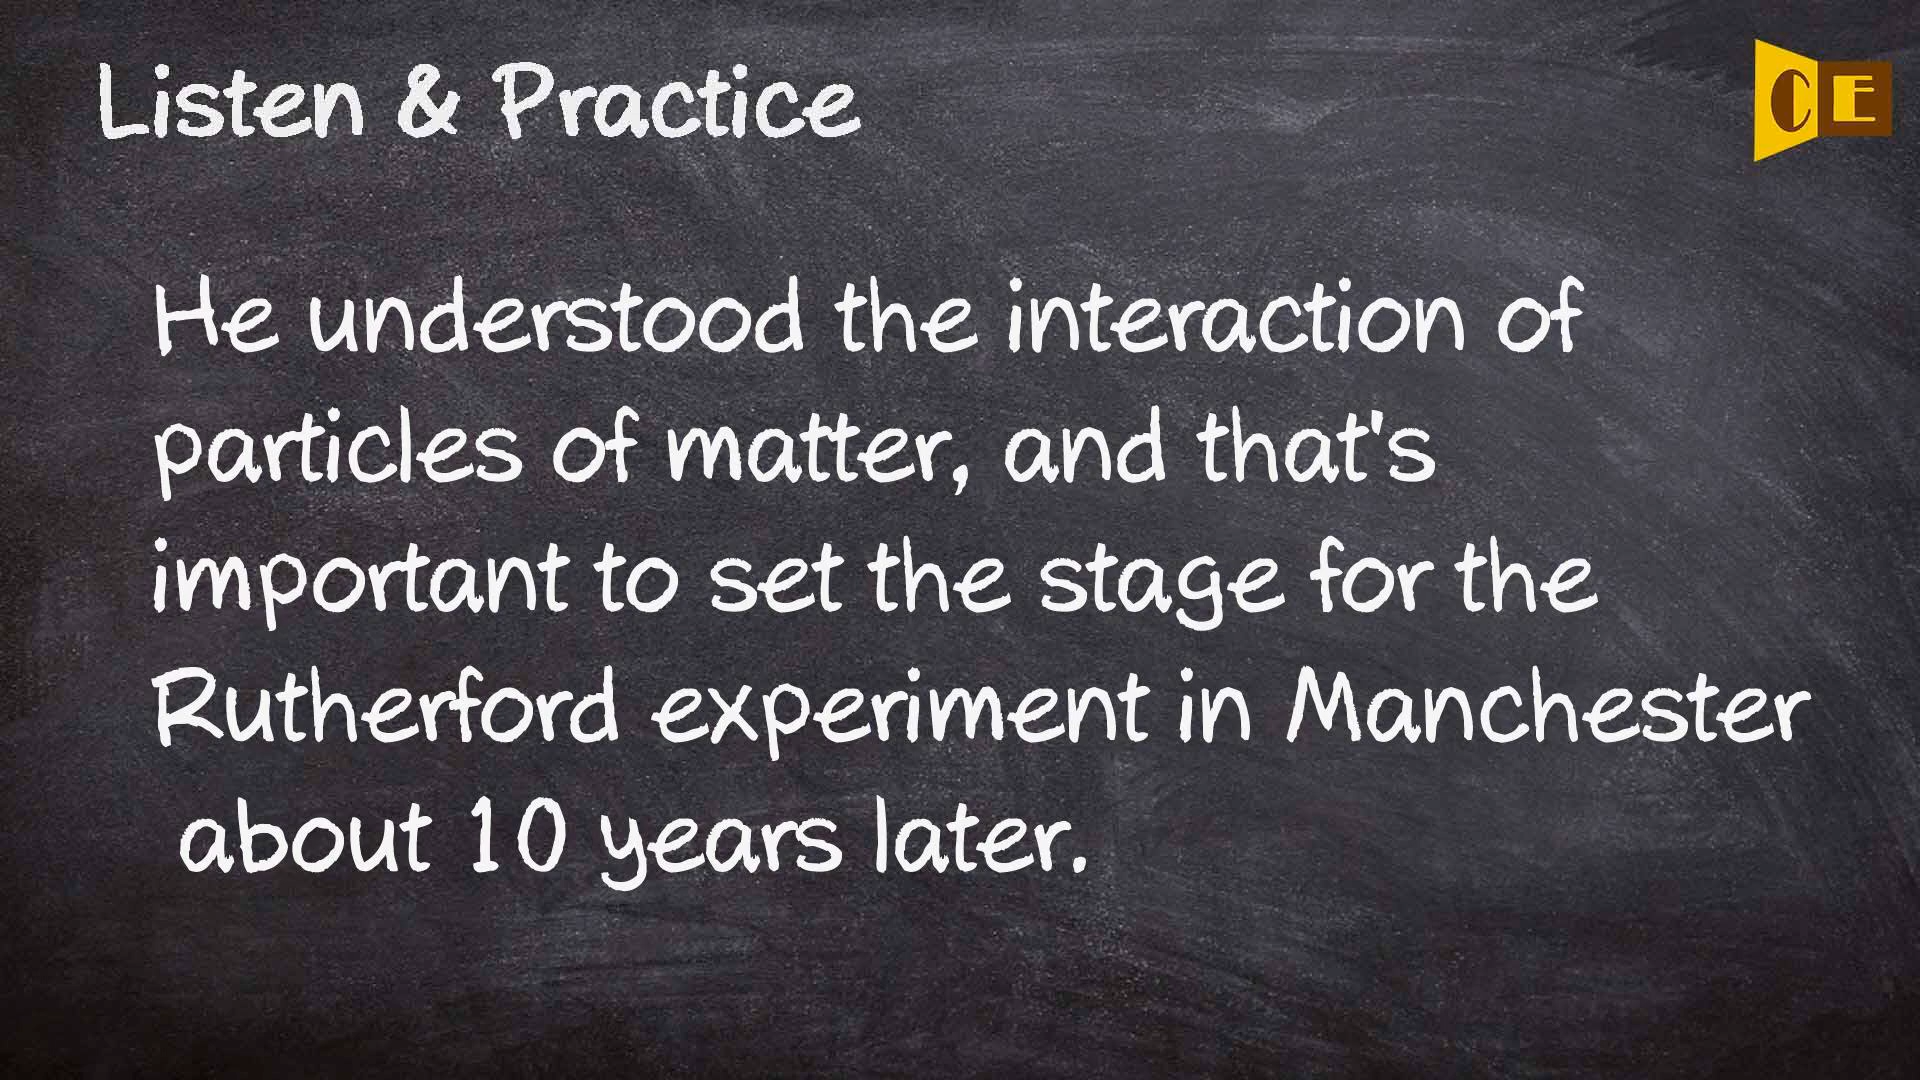 Listen & Practice
CE
He understood the interaction of
particles of matter, and that's
important to set the stage for the
Rutherford experiment in Manchester
about 10 years later.